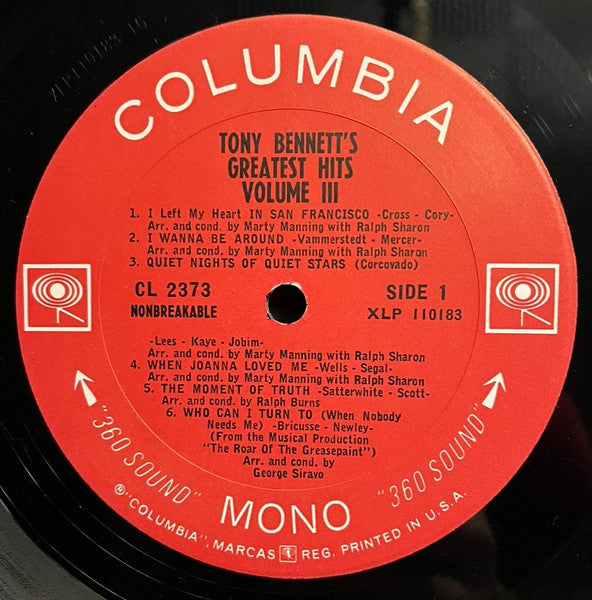 XLP110183-1G
COLUMBIA
TONY BENNETT'S
GREATEST HITS
VOLUME III
1. I Left My Heart IN SAN FRANCISCO -Cross - Cory-
Arr. and cond. by Marty Manning with Ralph Sharon
2. I WANNA BE AROUND -Vammerstedt - Mercer-
Arr. and cond. by Marty Manning with Ralph Sharon
3. QUIET NIGHTS OF QUIET STARS (Corcovado)
CL 2373
NONBREAKABLE
SIDE 1
XLP 110183
-Lees - Kaye - Jobim-
Arr. and cond. by Marty Manning with Ralph Sharon
4. WHEN JOANNA LOVED ME -Wells - Segal-
Arr. and cond. by Marty Manning with Ralph Sharon
5. THE MOMENT OF TRUTH -Satterwhite - Scott-
Arr. and cond. by Ralph Burns
6. WHO CAN I TURN TO (When Nobody
Needs Me) -Bricusse - Newley-
(From the Musical Production
"The Roar Of the Greasepaint")
Arr. and cond. by
George Siravo
"360 SOUND"
MONO
"360 SOUND"
®"COLUMBIA", MARCAS REG. PRINTED IN U.S.A.